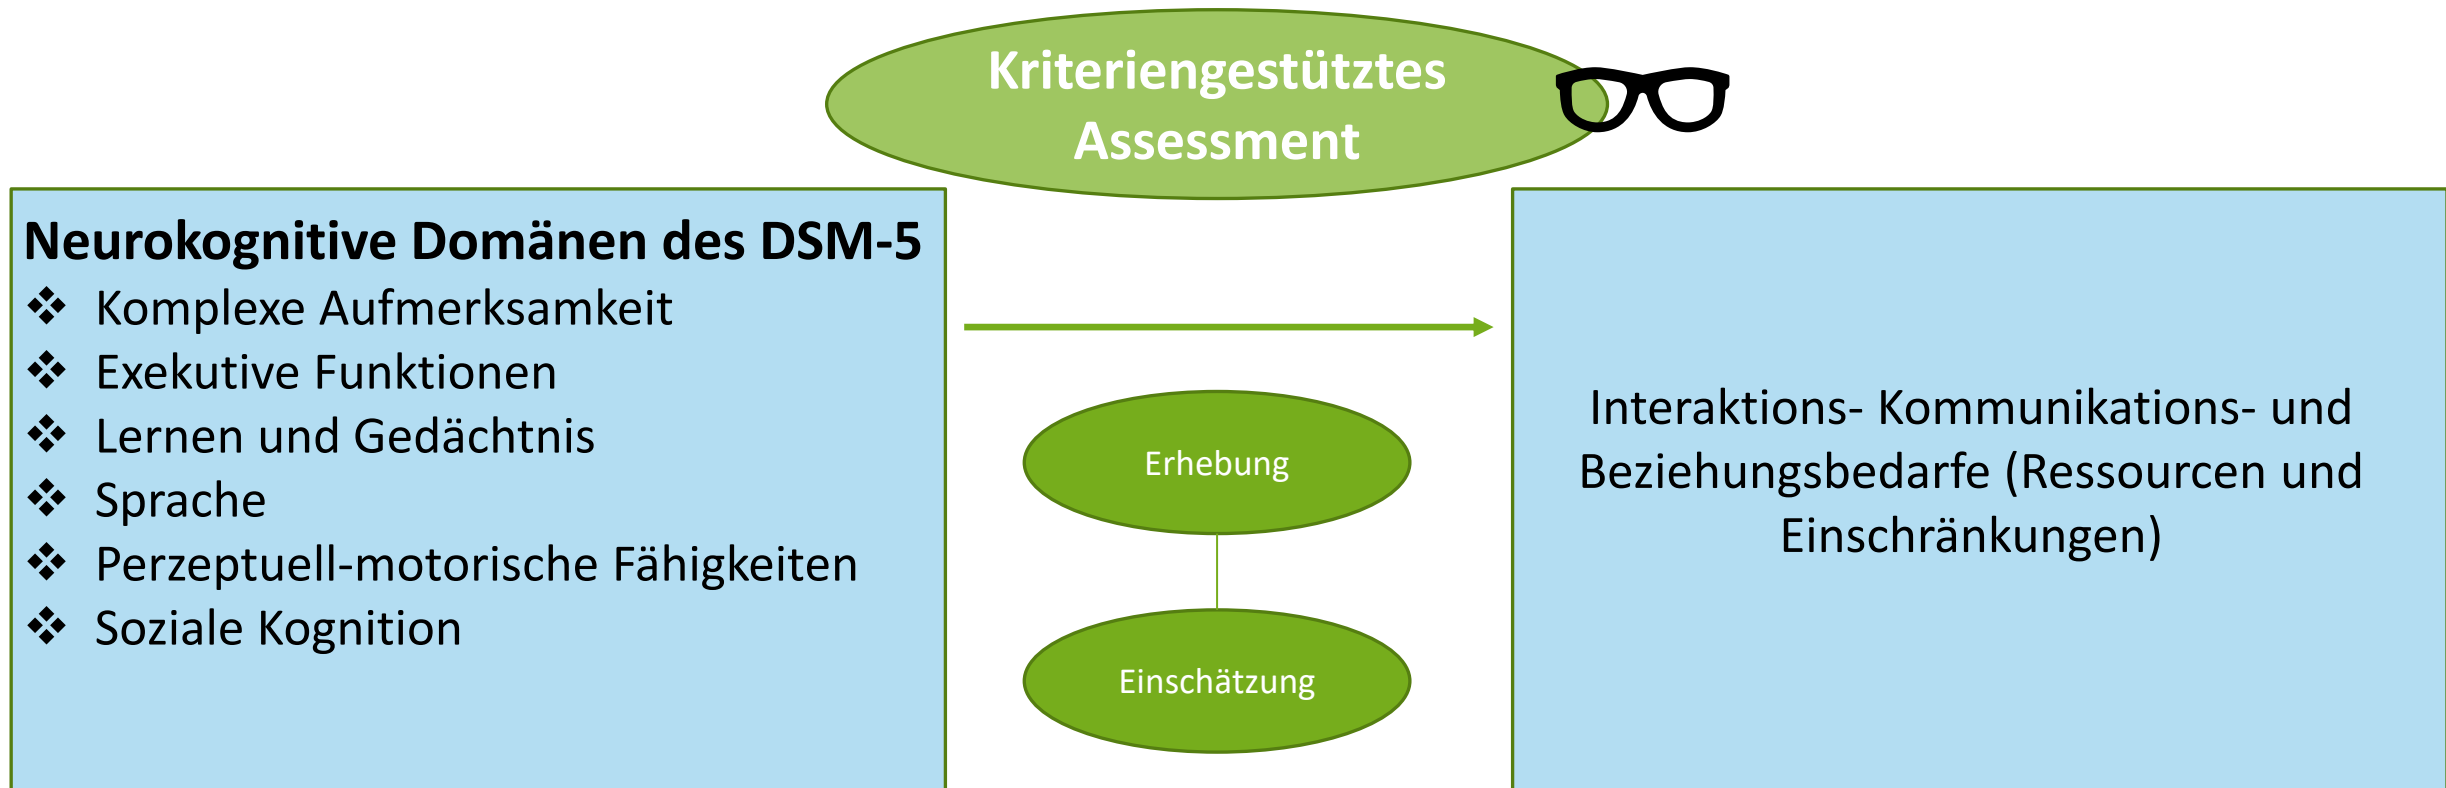 Kriteriengestütztes
Assessment
Neurokognitive Domänen des DSM-5
❖ Komplexe Aufmerksamkeit
❖ Exekutive Funktionen
❖ Lernen und Gedächtnis
❖ Sprache
❖ Perzeptuell-motorische Fähigkeiten
❖ Soziale Kognition
Erhebung
Einschätzung
Interaktions- Kommunikations- und
Beziehungsbedarfe (Ressourcen und
Einschränkungen)